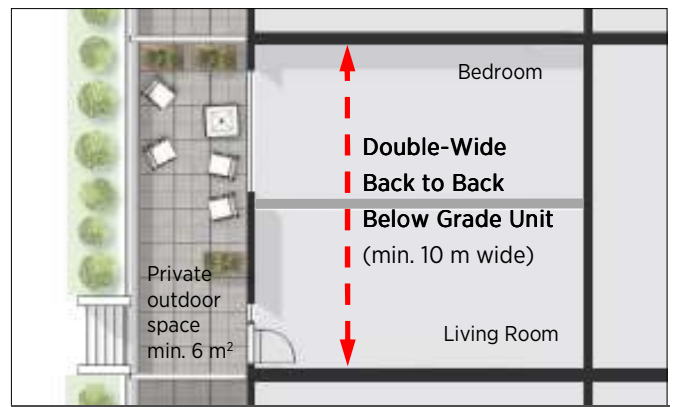 Bedroom
Double-Wide
Back to Back
Below Grade Unit
(min. 10 m wide)
Private
outdoor
space
min. 6 m²
Living Room